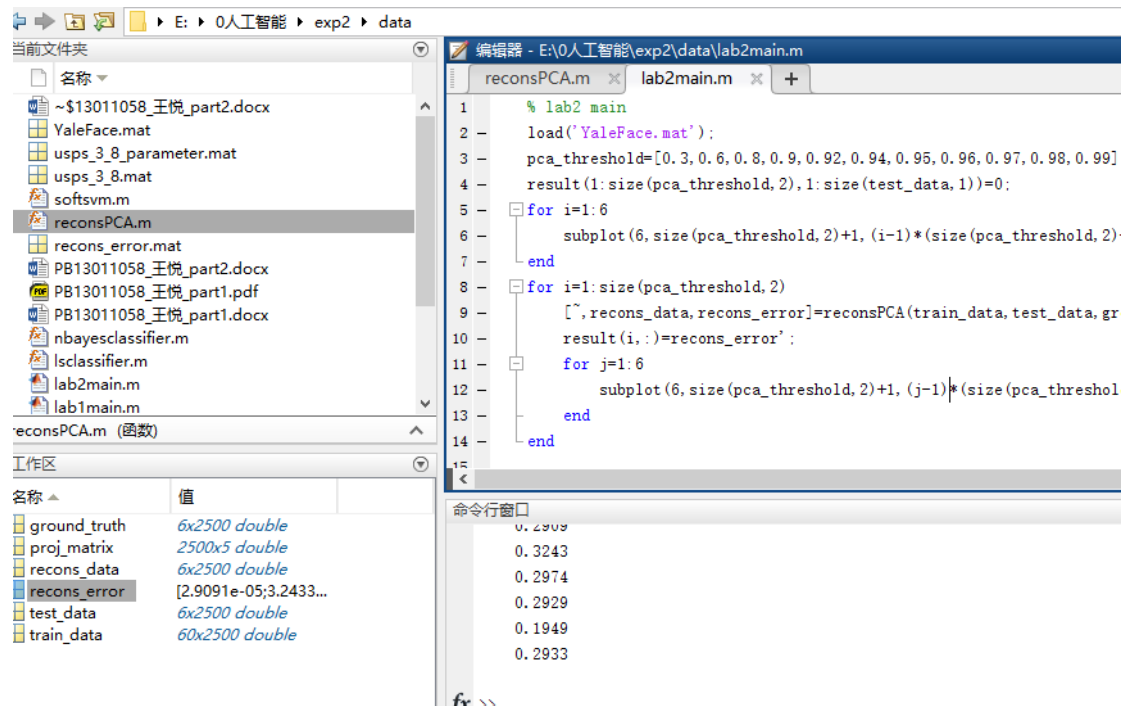 E: ▸ 0人工智能 ▸ exp2 ▸ data
当前文件夹
名称
~$13011058_王悦_part2.docx
YaleFace.mat
usps_3_8_parameter.mat
usps_3_8.mat
softsvm.m
reconsPCA.m
recons_error.mat
PB13011058_王悦_part2.docx
PB13011058_王悦_part1.pdf
PB13011058_王悦_part1.docx
nbayesclassifier.m
lsclassifier.m
lab2main.m
lab1main.m
reconsPCA.m (函数)
工作区
名称 值
ground_truth 6x2500 double
proj_matrix 2500x5 double
recons_data 6x2500 double
recons_error [2.9091e-05;3.2433...
test_data 6x2500 double
train_data 60x2500 double
编辑器 - E:\0人工智能\exp2\data\lab2main.m
reconsPCA.m × lab2main.m × +
1 % lab2 main
2 – load('YaleFace.mat');
3 – pca_threshold=[0.3,0.6,0.8,0.9,0.92,0.94,0.95,0.96,0.97,0.98,0.99]
4 – result(1:size(pca_threshold,2),1:size(test_data,1))=0;
5 – for i=1:6
6 – subplot(6,size(pca_threshold,2)+1,(i-1)*(size(pca_threshold,2)+
7 – end
8 – for i=1:size(pca_threshold,2)
9 – [~,recons_data,recons_error]=reconsPCA(train_data,test_data,gr
10 – result(i,:)=recons_error';
11 – for j=1:6
12 – subplot(6,size(pca_threshold,2)+1,(j-1)*(size(pca_threshol
13 – end
14 – end
15
命令行窗口
0.2909
0.3243
0.2974
0.2929
0.1949
0.2933
fx >>